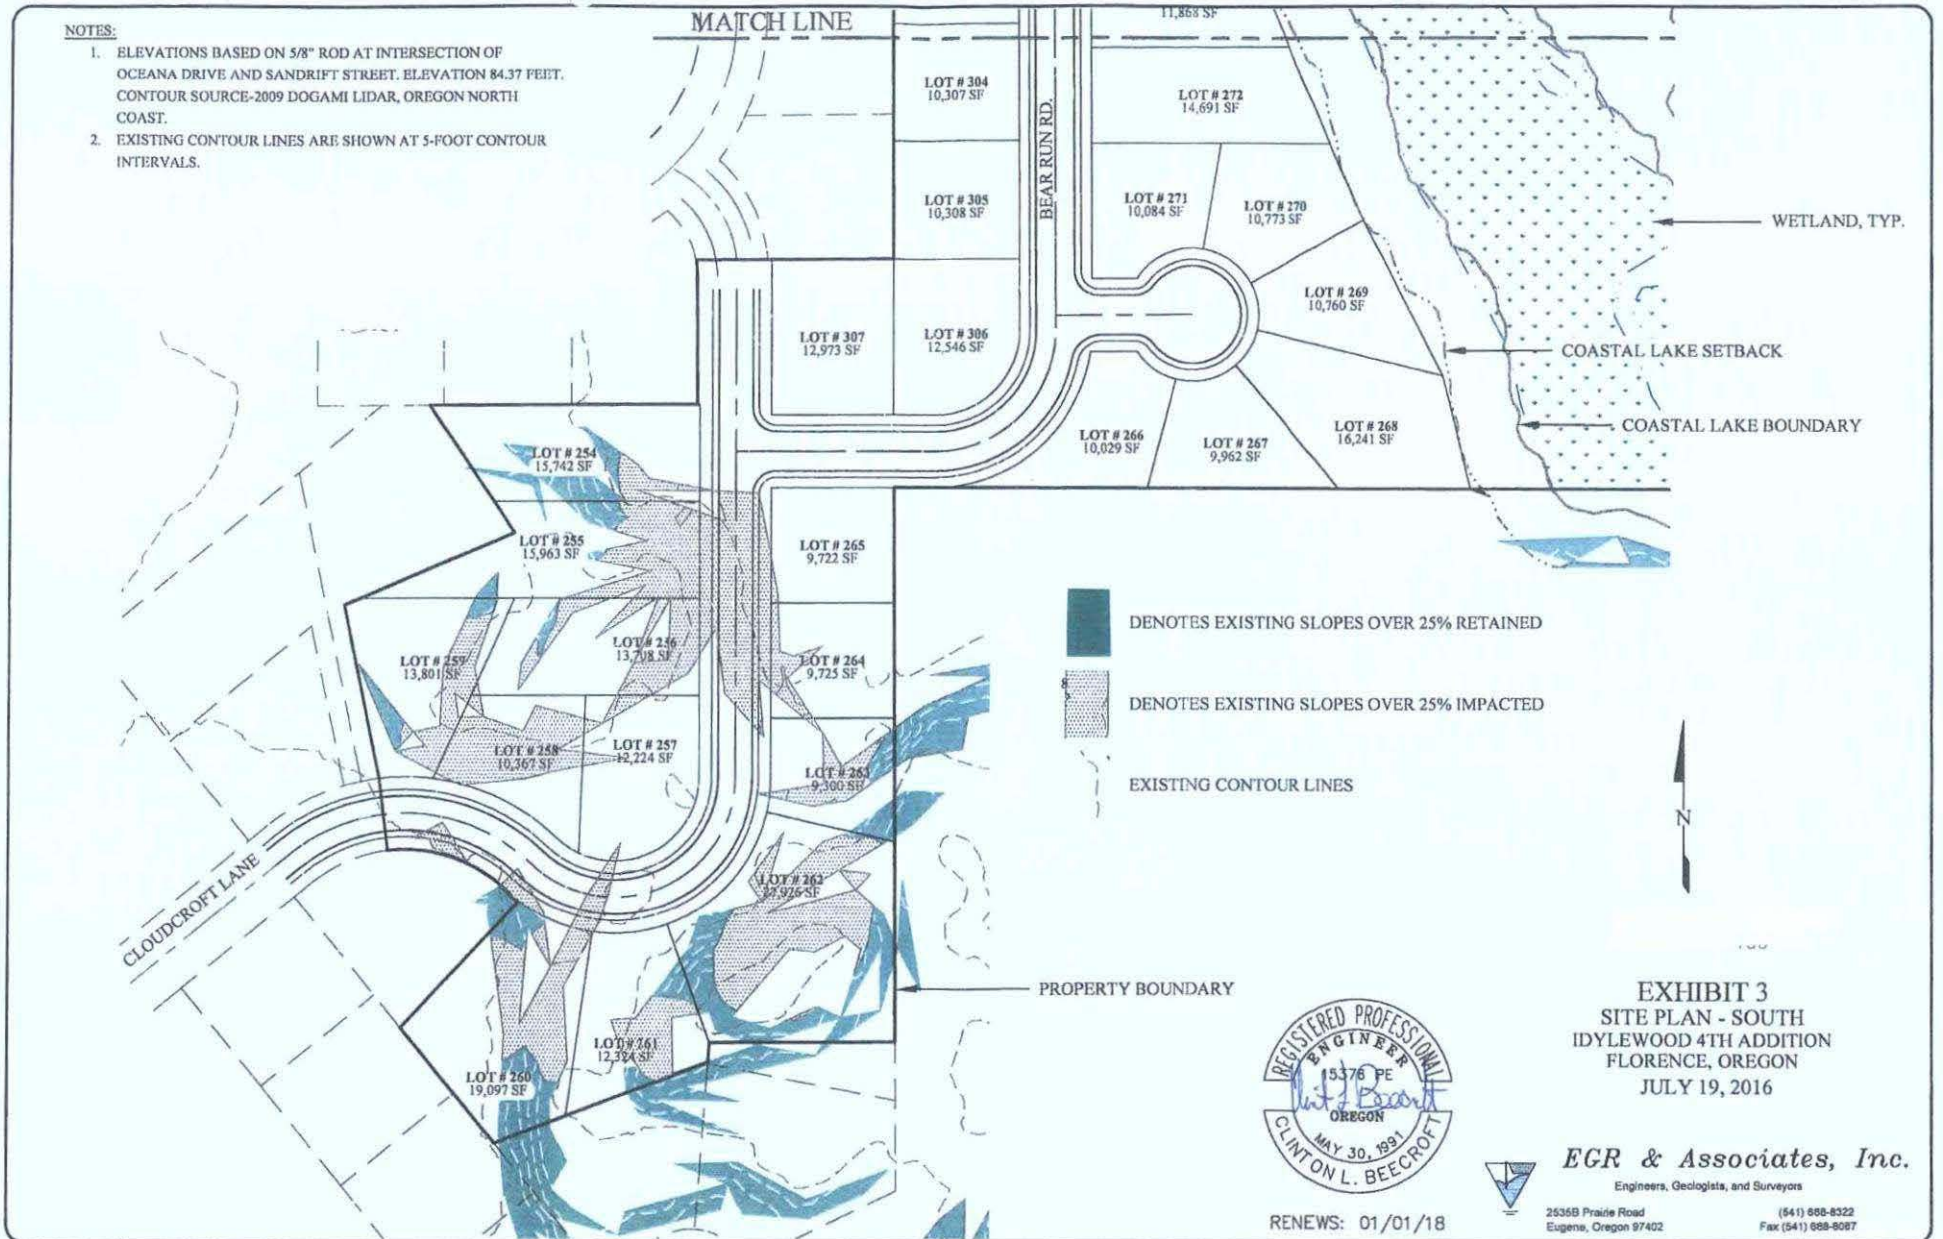 NOTES:
1. ELEVATIONS BASED ON 5/8" ROD AT INTERSECTION OF
OCEANA DRIVE AND SANDRIFT STREET. ELEVATION 84.37 FEET.
CONTOUR SOURCE-2009 DOGAMI LIDAR, OREGON NORTH
COAST.
2. EXISTING CONTOUR LINES ARE SHOWN AT 5-FOOT CONTOUR
INTERVALS.
MATCH LINE
11,868 SF
LOT # 304
10,307 SF
LOT # 272
14,691 SF
BEAR RUN RD.
LOT # 305
10,308 SF
LOT # 271
10,084 SF
LOT # 270
10,773 SF
WETLAND, TYP.
LOT # 269
10,760 SF
LOT # 307
12,973 SF
LOT # 306
12,546 SF
COASTAL LAKE SETBACK
LOT # 266
10,029 SF
LOT # 267
9,962 SF
LOT # 268
16,241 SF
COASTAL LAKE BOUNDARY
LOT # 254
15,742 SF
LOT # 255
15,963 SF
LOT # 265
9,722 SF
DENOTES EXISTING SLOPES OVER 25% RETAINED
LOT # 259
13,801 SF
LOT # 256
LOT # 264
9,725 SF
DENOTES EXISTING SLOPES OVER 25% IMPACTED
LOT # 258
10,367 SF
LOT # 257
12,224 SF
LOT # 263
9,300 SF
EXISTING CONTOUR LINES
N
CLOUDCROFT LANE
LOT # 262
PROPERTY BOUNDARY
LOT # 261
12,324 SF
LOT # 260
19,097 SF
REGISTERED PROFESSIONAL
ENGINEER
15376 PE
OREGON
MAY 30, 1991
CLINTON L. BEECROFT
RENEWS: 01/01/18
EXHIBIT 3
SITE PLAN - SOUTH
IDYLEWOOD 4TH ADDITION
FLORENCE, OREGON
JULY 19, 2016
EGR & Associates, Inc.
Engineers, Geologists, and Surveyors
2535B Prairie Road
Eugene, Oregon 97402
(541) 688-8322
Fax (541) 688-8087